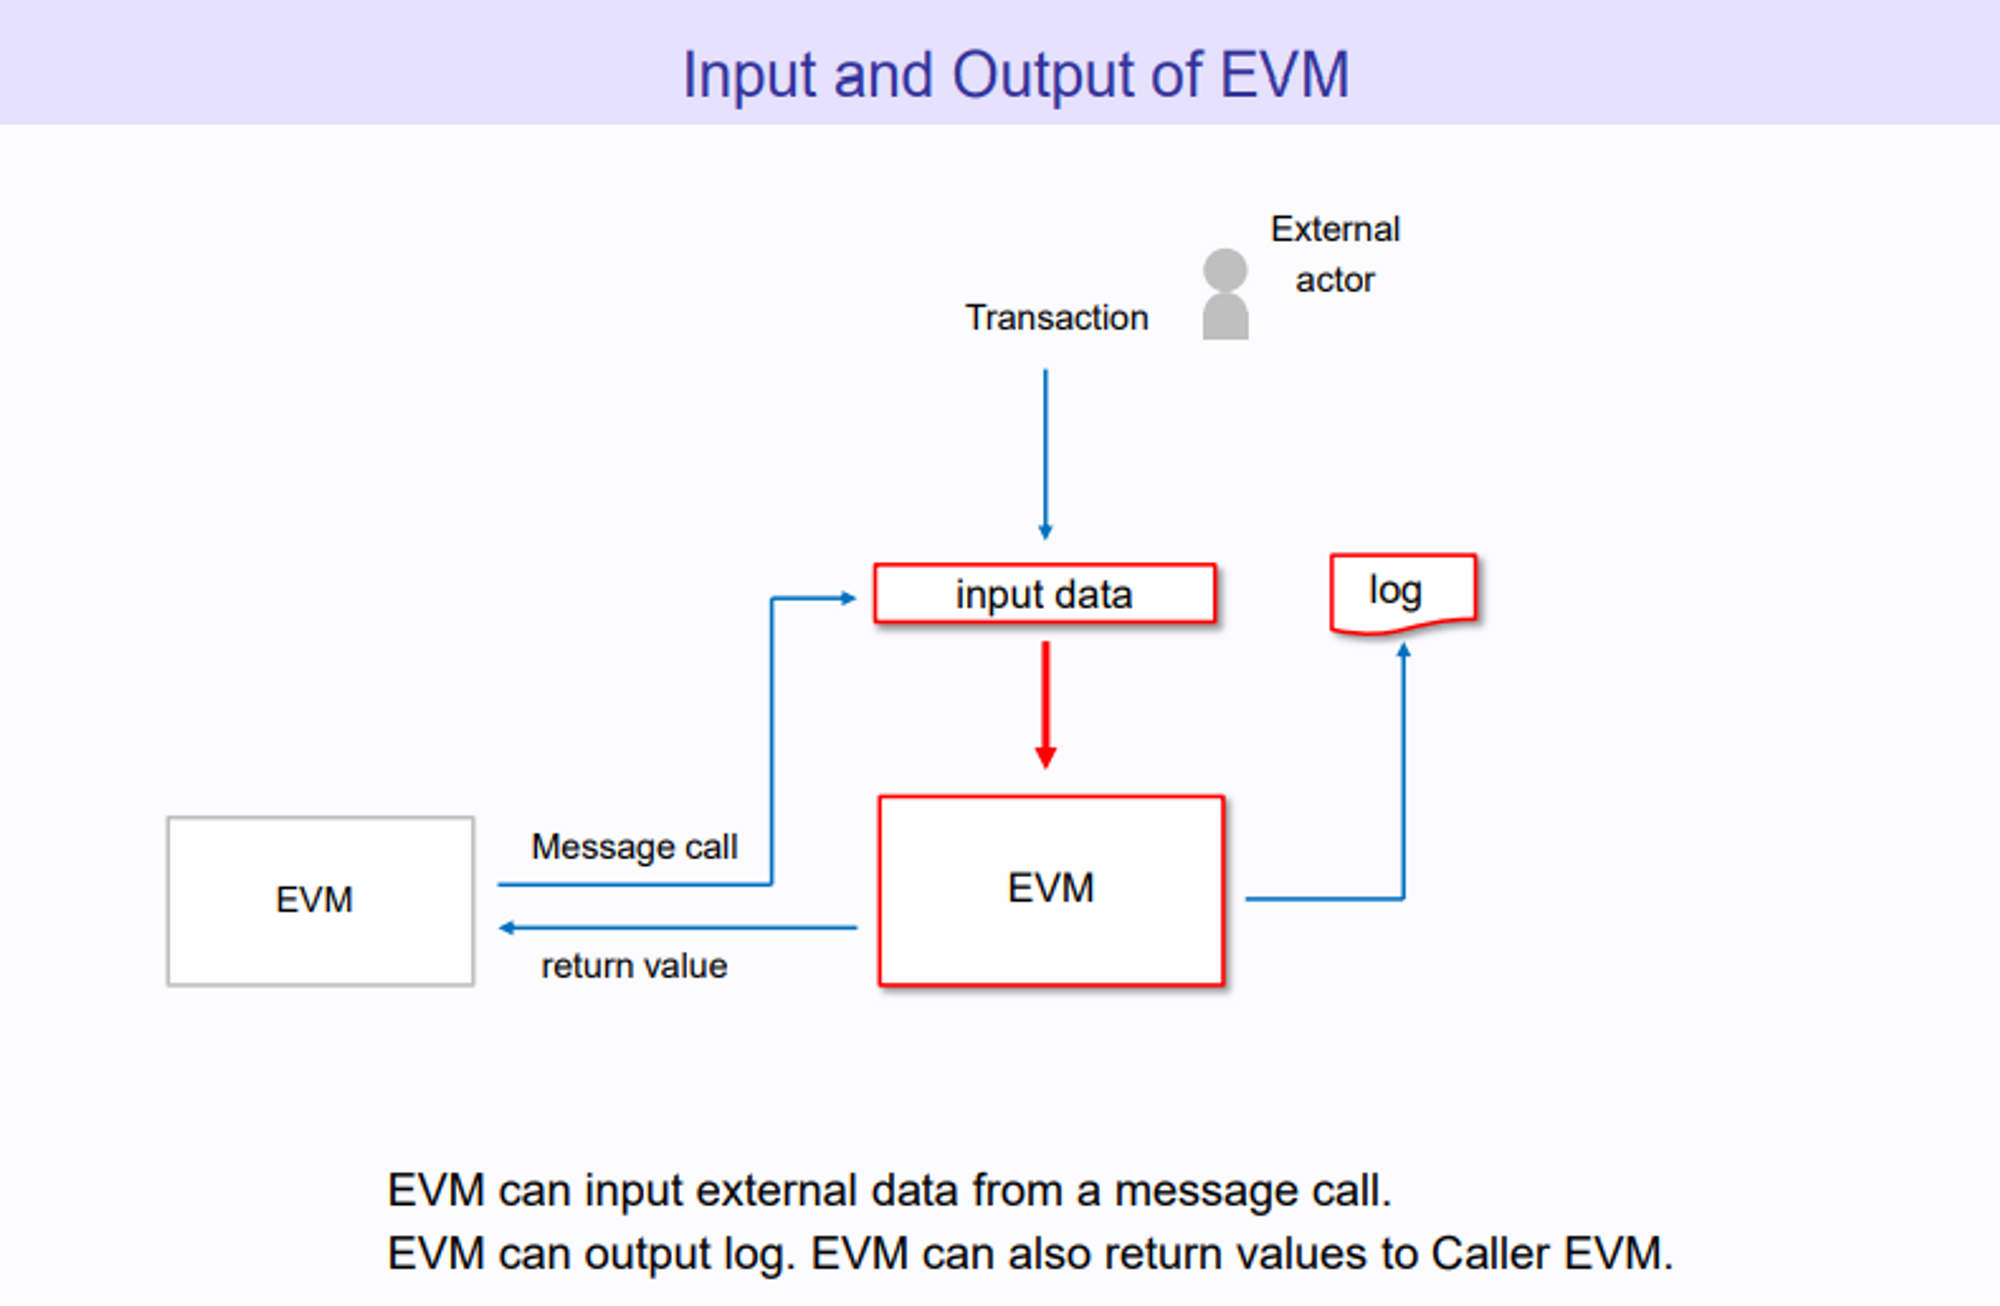 Input and Output of EVM
External
actor
Transaction
input data
log
Message call
EVM
EVM
return value
EVM can input external data from a message call.
EVM can output log. EVM can also return values to Caller EVM.